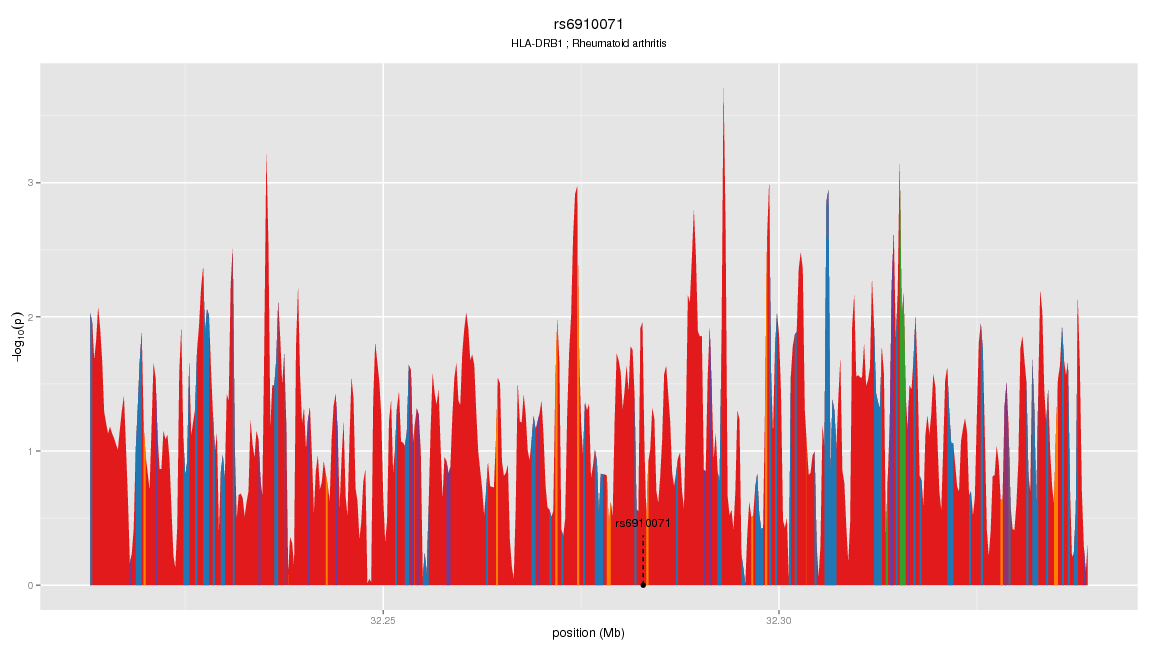 rs6910071
HLA-DRB1 ; Rheumatoid arthritis
−log10(p)
3
2
1
0
rs6910071
32.25
32.30
position (Mb)